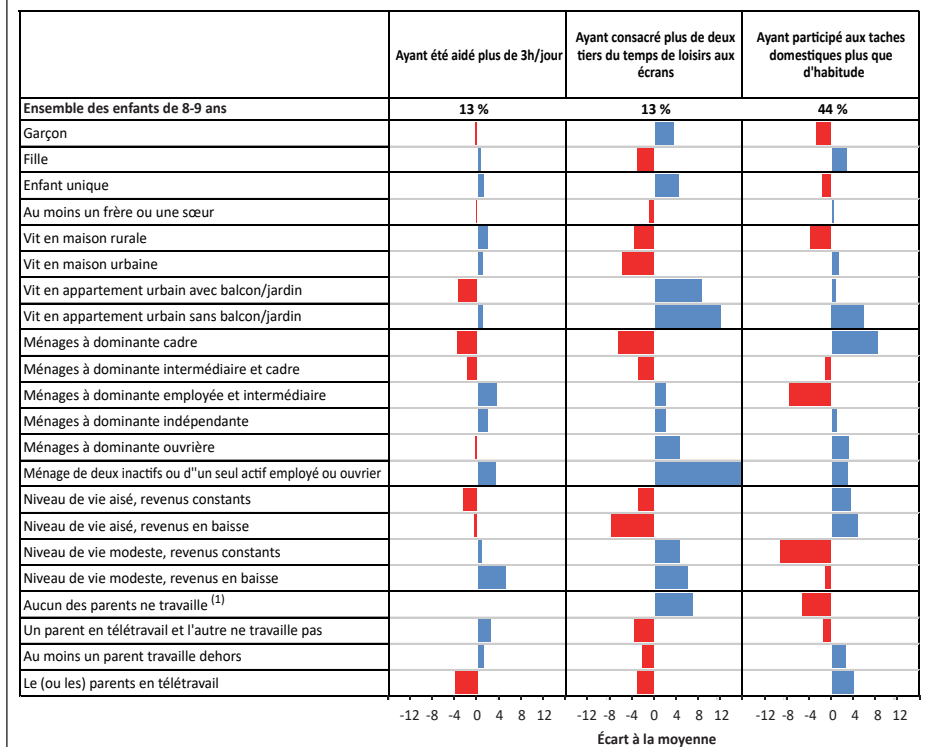 Ayant été aidé plus de 3h/jour
Ayant consacré plus de deux
tiers du temps de loisirs aux
écrans
Ayant participé aux taches
domestiques plus que
d'habitude
Ensemble des enfants de 8-9 ans 13 % 13 % 44 %
Garçon
Fille
Enfant unique
Au moins un frère ou une sœur
Vit en maison rurale
Vit en maison urbaine
Vit en appartement urbain avec balcon/jardin
Vit en appartement urbain sans balcon/jardin
Ménages à dominante cadre
Ménages à dominante intermédiaire et cadre
Ménages à dominante employée et intermédiaire
Ménages à dominante indépendante
Ménages à dominante ouvrière
Ménage de deux inactifs ou d''un seul actif employé ou ouvrier
Niveau de vie aisé, revenus constants
Niveau de vie aisé, revenus en baisse
Niveau de vie modeste, revenus constants
Niveau de vie modeste, revenus en baisse
Aucun des parents ne travaille (1)
Un parent en télétravail et l'autre ne travaille pas
Au moins un parent travaille dehors
Le (ou les) parents en télétravail
-12 -8 -4 0 4 8 12 -12 -8 -4 0 4 8 12 -12 -8 -4 0 4 8 12
Écart à la moyenne